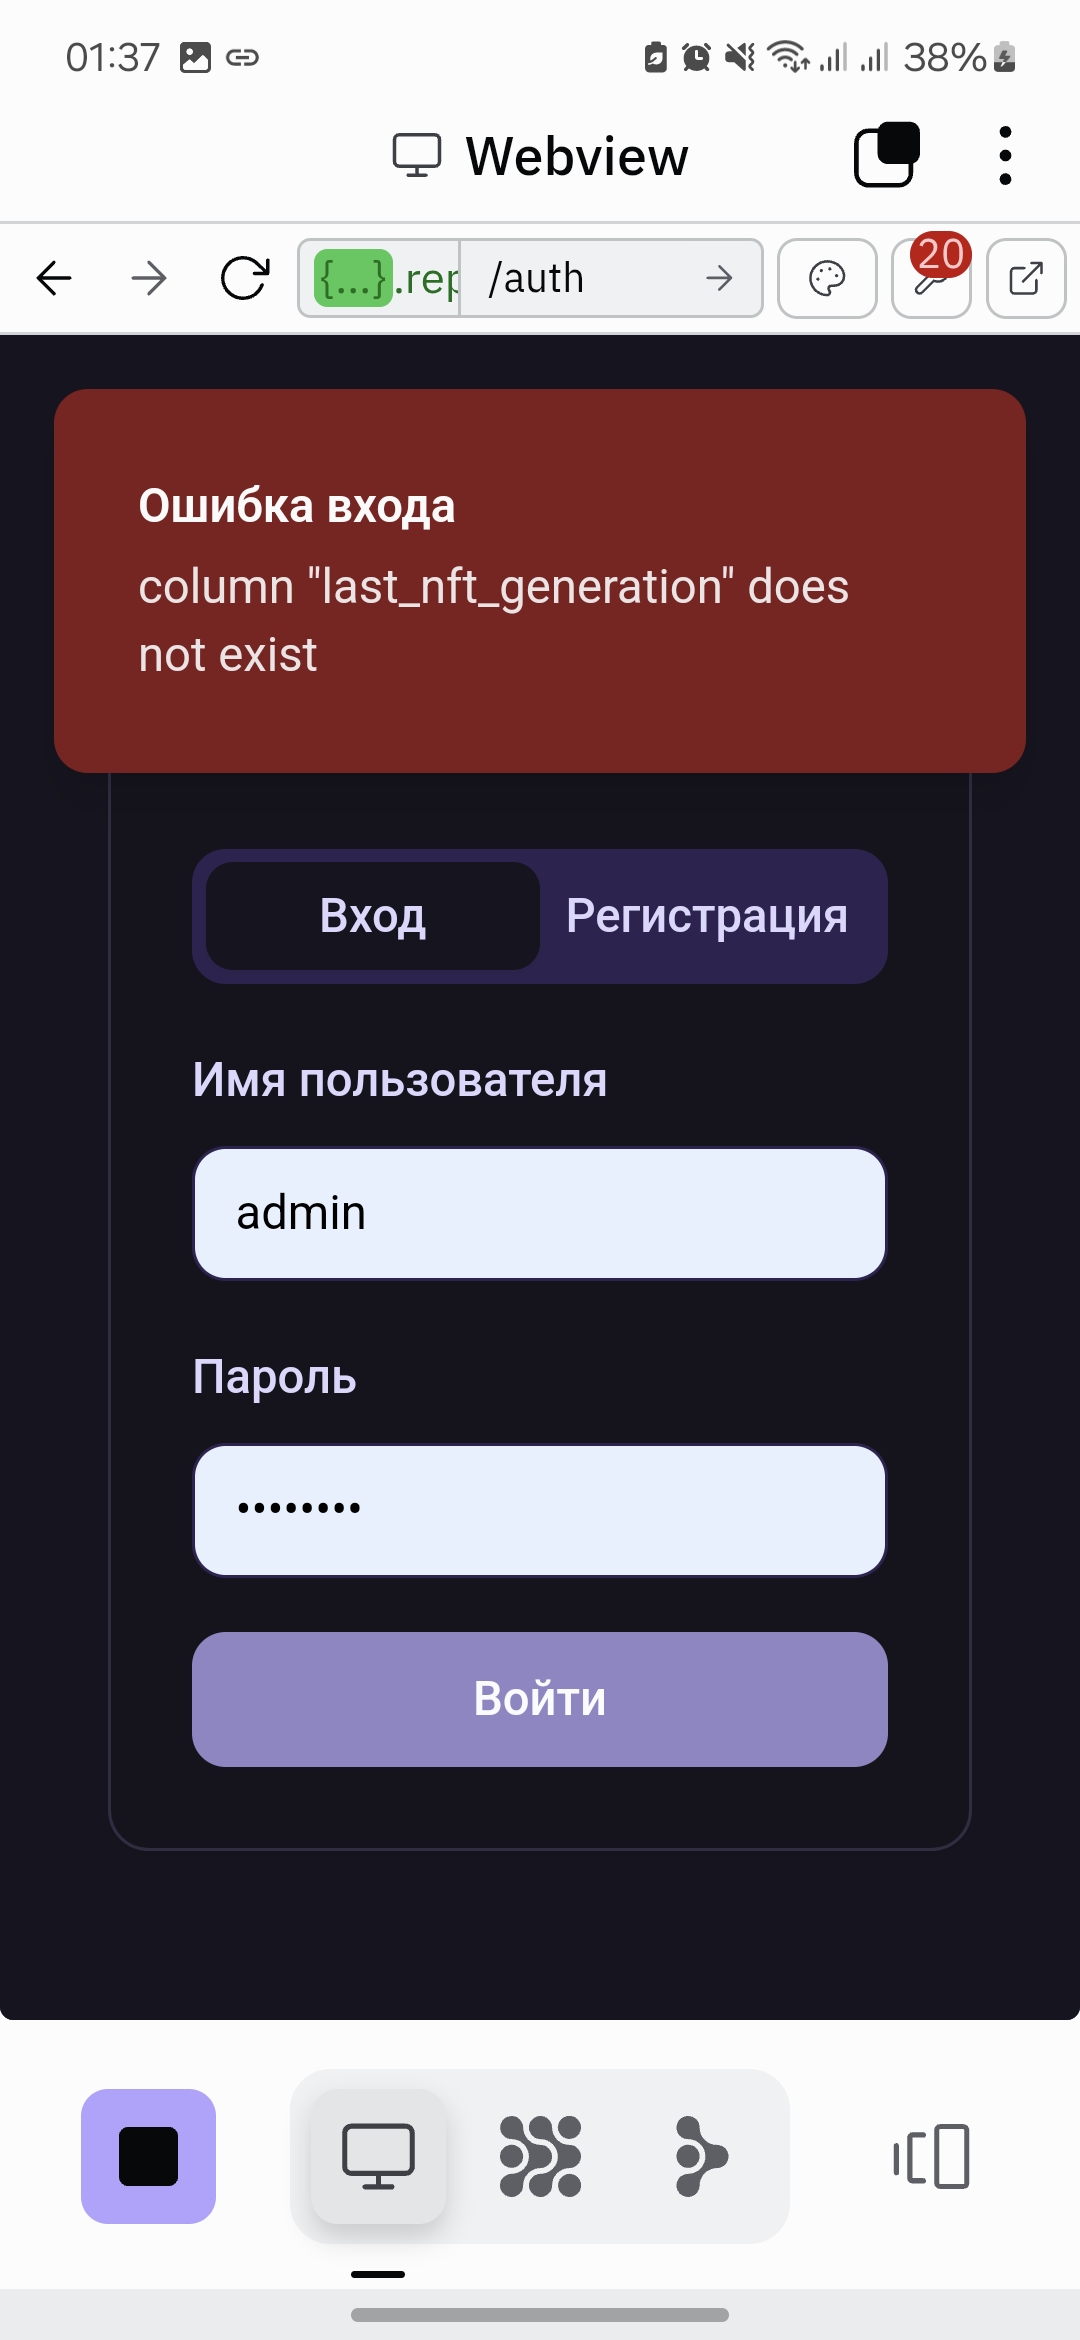 01:37 38%
Webview
{...}.rep /auth 20
Ошибка входа
column "last_nft_generation" does
not exist
Вход Регистрация
Имя пользователя
admin
Пароль
••••••••
Войти